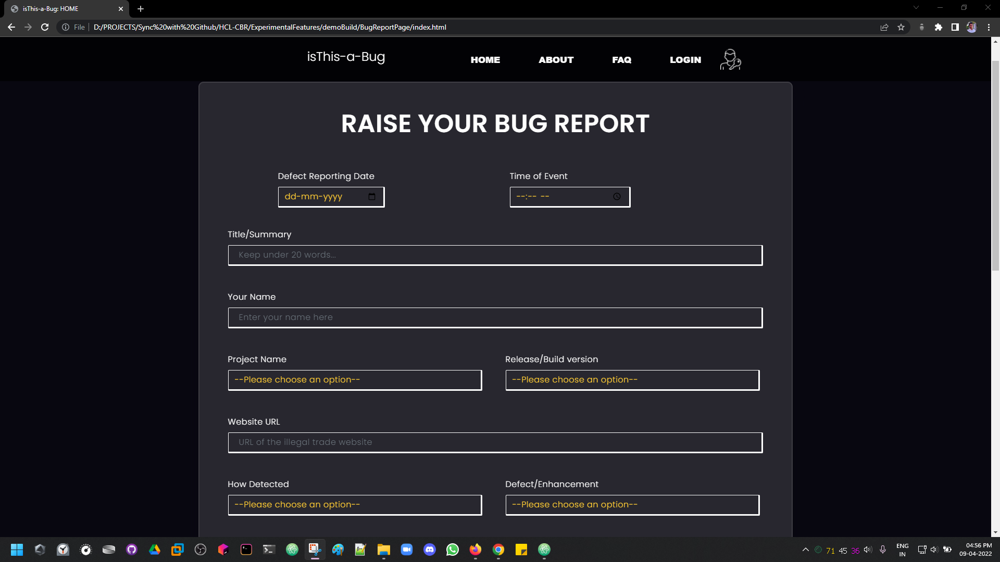 isThis-a-Bug: HOME
File
D:/PROJECTS/Sync%20with%20Github/HCL-CBR/ExperimentalFeatures/demoBuild/BugReportPage/index.html
isThis-a-Bug
HOME ABOUT FAQ LOGIN
RAISE YOUR BUG REPORT
Defect Reporting Date Time of Event
dd-mm-yyyy --:-- --
Title/Summary
Keep under 20 words...
Your Name
Enter your name here
Project Name Release/Build version
--Please choose an option-- --Please choose an option--
Website URL
URL of the illegal trade website
How Detected Defect/Enhancement
--Please choose an option-- --Please choose an option--
71 45 36
ENG
IN
04:56 PM
09-04-2022